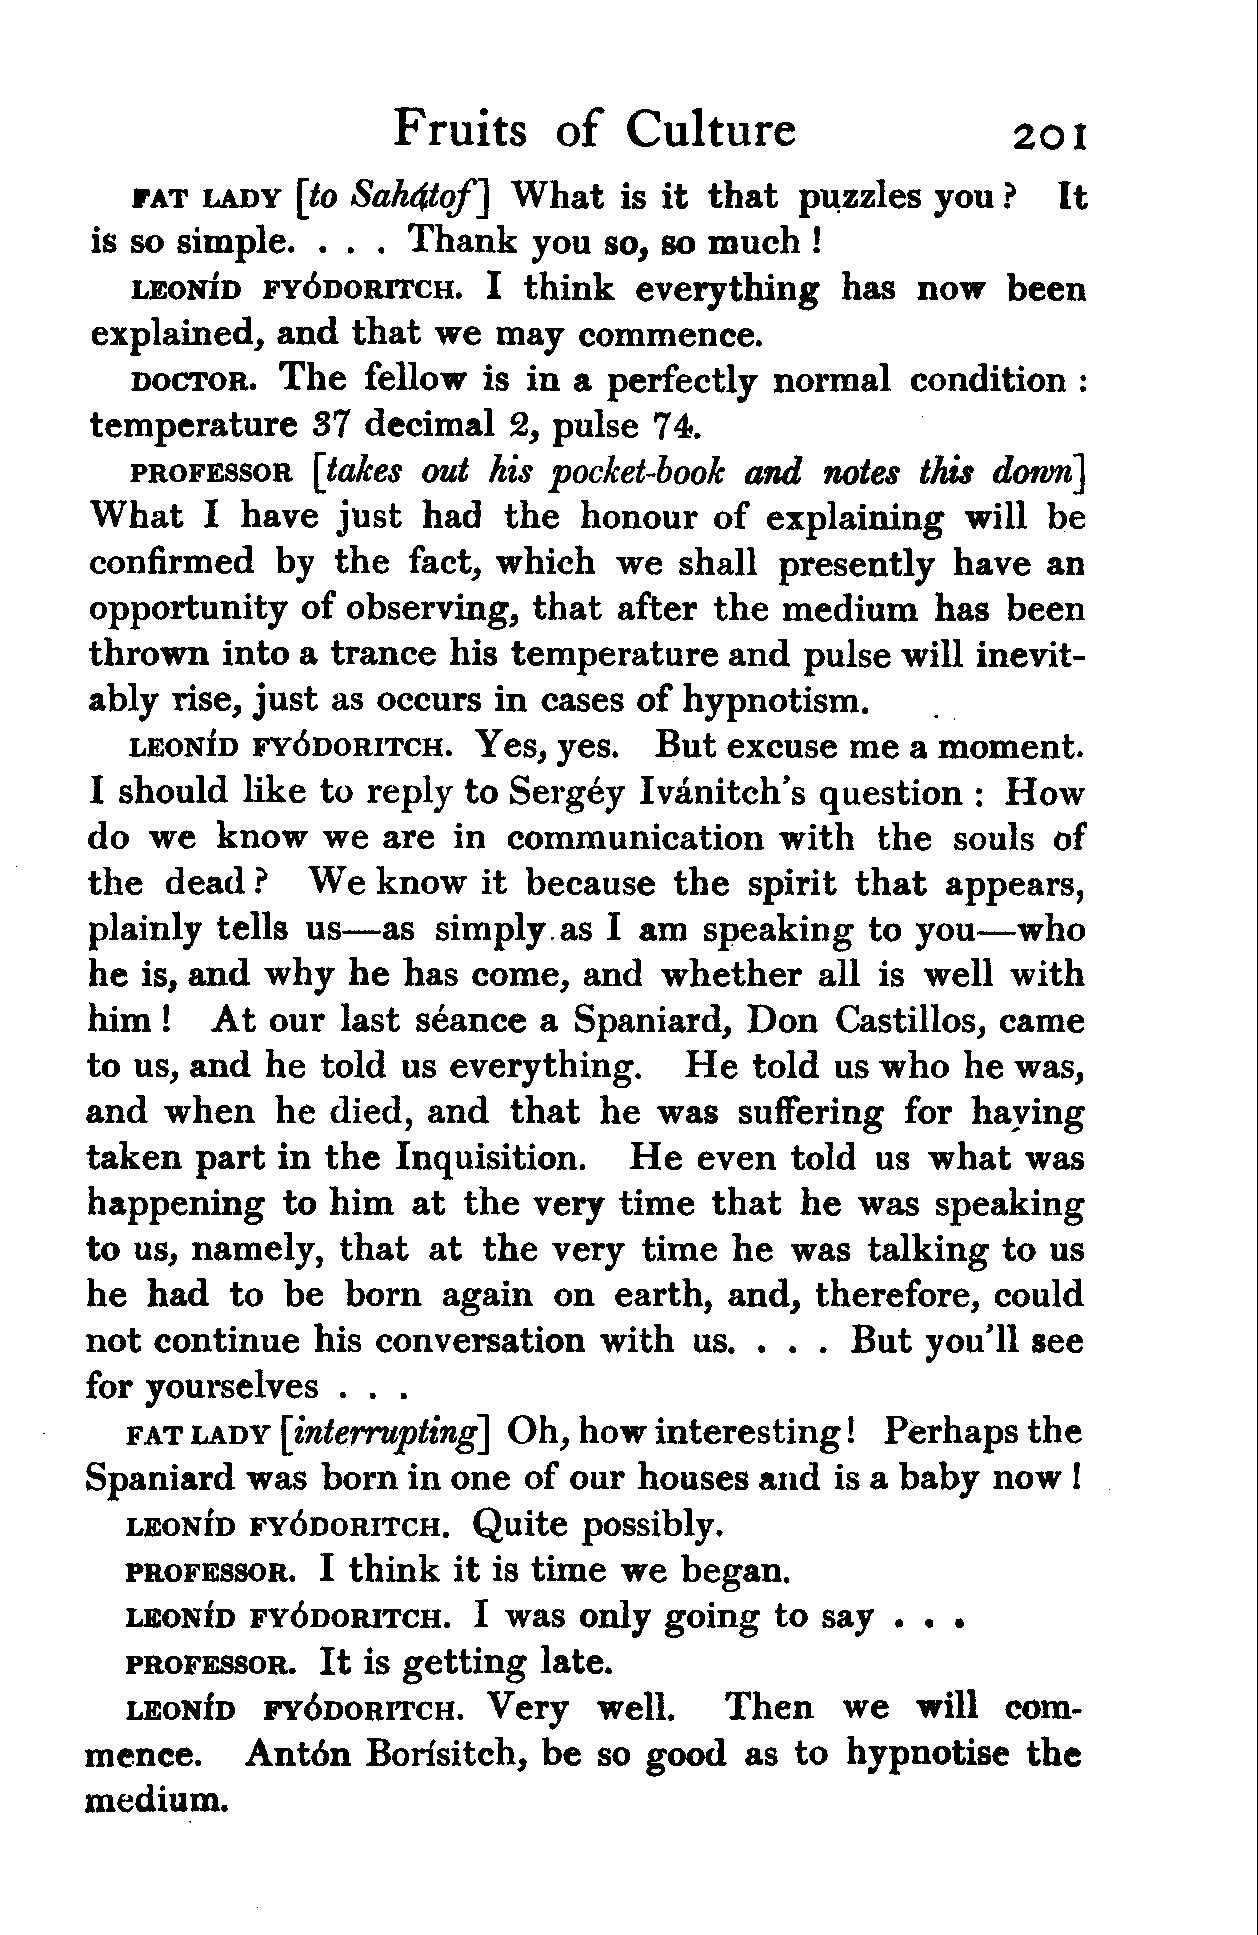 Fruits of Culture 201
FAT LADY [to Sahátof] What is it that puzzles you? It
is so simple. . . . Thank you so, so much!
LEONÍD FYÓDORITCH. I think everything has now been
explained, and that we may commence.
DOCTOR. The fellow is in a perfectly normal condition:
temperature 37 decimal 2, pulse 74.
PROFESSOR [takes out his pocket-book and notes this down]
What I have just had the honour of explaining will be
confirmed by the fact, which we shall presently have an
opportunity of observing, that after the medium has been
thrown into a trance his temperature and pulse will inevit-
ably rise, just as occurs in cases of hypnotism.
LEONÍD FYÓDORITCH. Yes, yes. But excuse me a moment.
I should like to reply to Sergéy Ivánitch's question: How
do we know we are in communication with the souls of
the dead? We know it because the spirit that appears,
plainly tells us—as simply as I am speaking to you—who
he is, and why he has come, and whether all is well with
him! At our last séance a Spaniard, Don Castillos, came
to us, and he told us everything. He told us who he was,
and when he died, and that he was suffering for having
taken part in the Inquisition. He even told us what was
happening to him at the very time that he was speaking
to us, namely, that at the very time he was talking to us
he had to be born again on earth, and, therefore, could
not continue his conversation with us. . . . But you'll see
for yourselves . . .
FAT LADY [interrupting] Oh, how interesting! Perhaps the
Spaniard was born in one of our houses and is a baby now!
LEONÍD FYÓDORITCH. Quite possibly.
PROFESSOR. I think it is time we began.
LEONÍD FYÓDORITCH. I was only going to say . . .
PROFESSOR. It is getting late.
LEONÍD FYÓDORITCH. Very well. Then we will com-
mence. Antón Borísitch, be so good as to hypnotise the
medium.